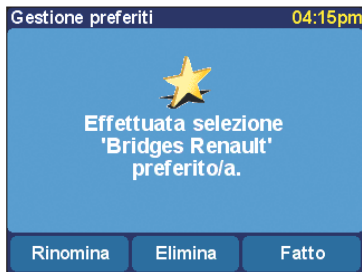 Gestione preferiti 04:15pm
Effettuata selezione
'Bridges Renault'
preferito/a.
Rinomina Elimina Fatto